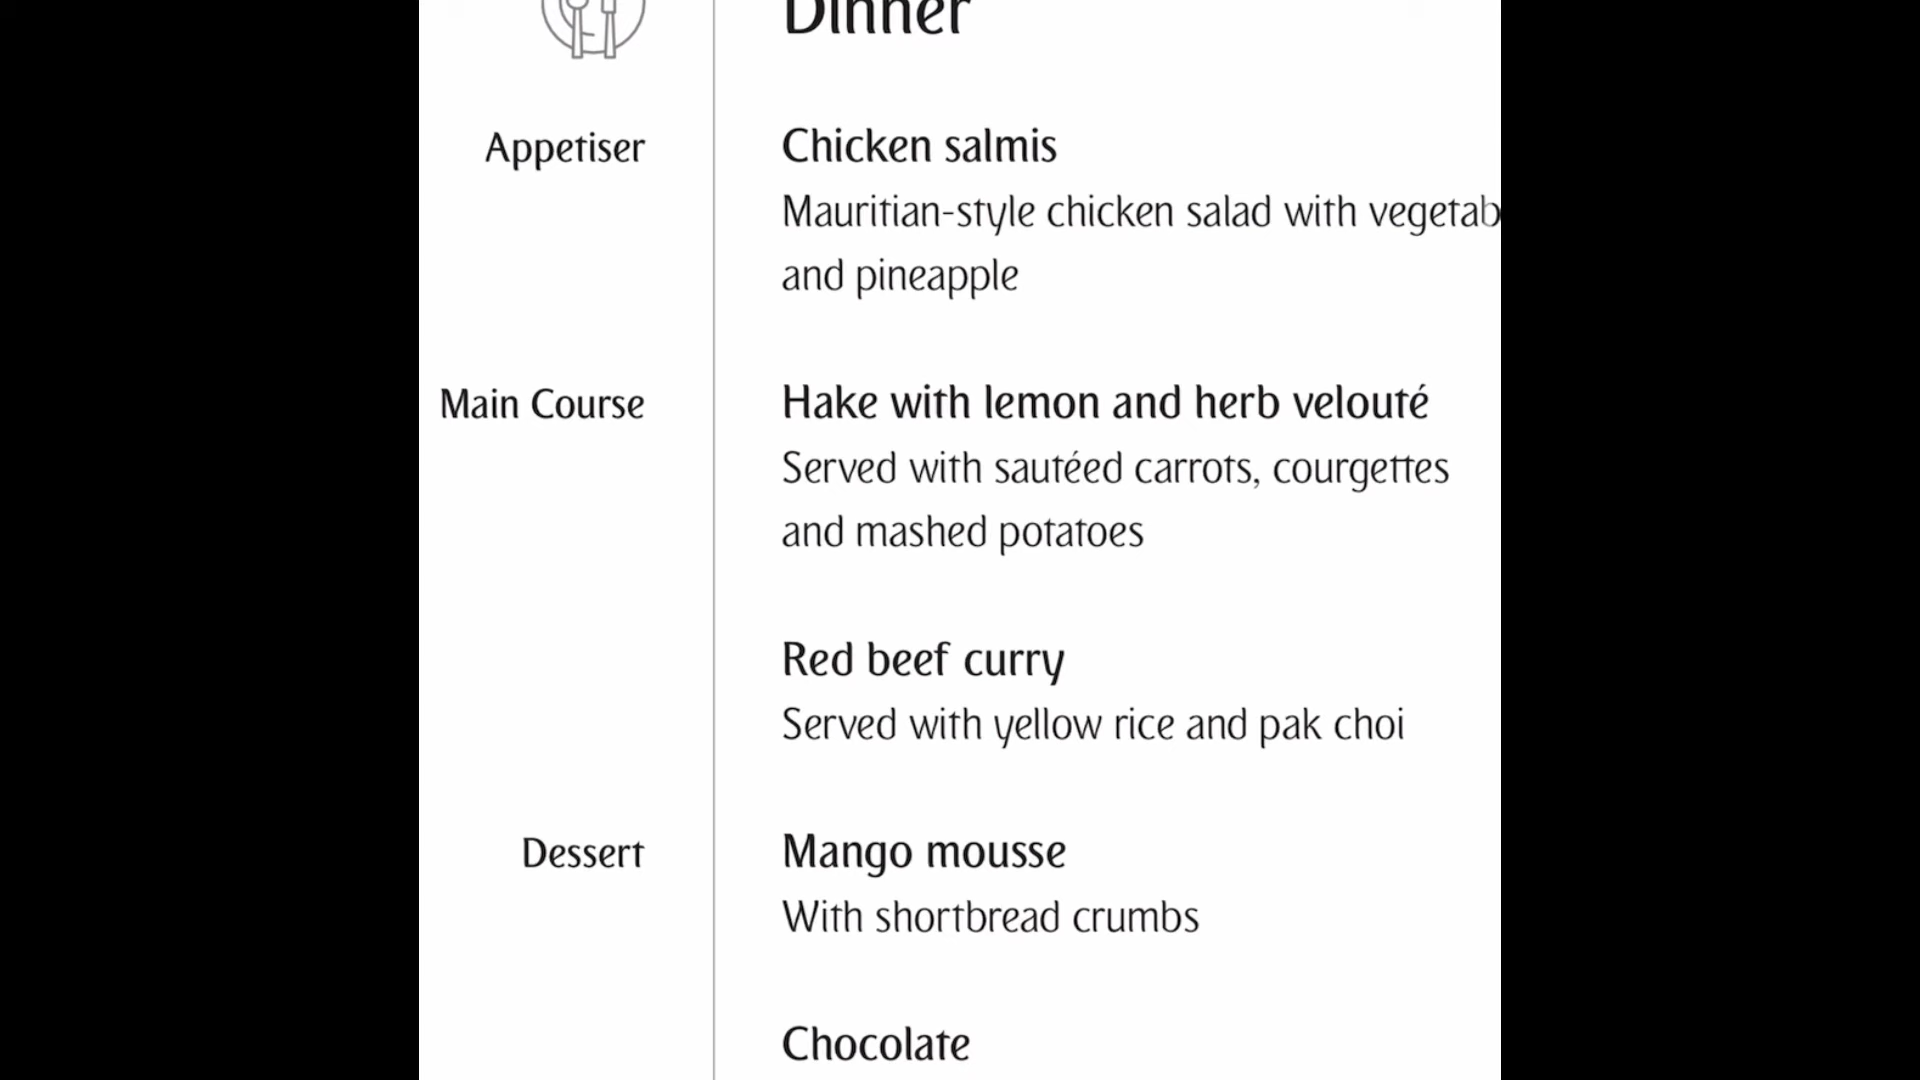 Dinner
Appetiser
Chicken salmis
Mauritian-style chicken salad with
and pineapple
Main Course
Hake with lemon and herb velouté
Served with sautéed carrots, courgettes
and mashed potatoes
Red beef curry
Served with yellow rice and pak choi
Dessert
Mango mousse
With shortbread crumbs
Chocolate